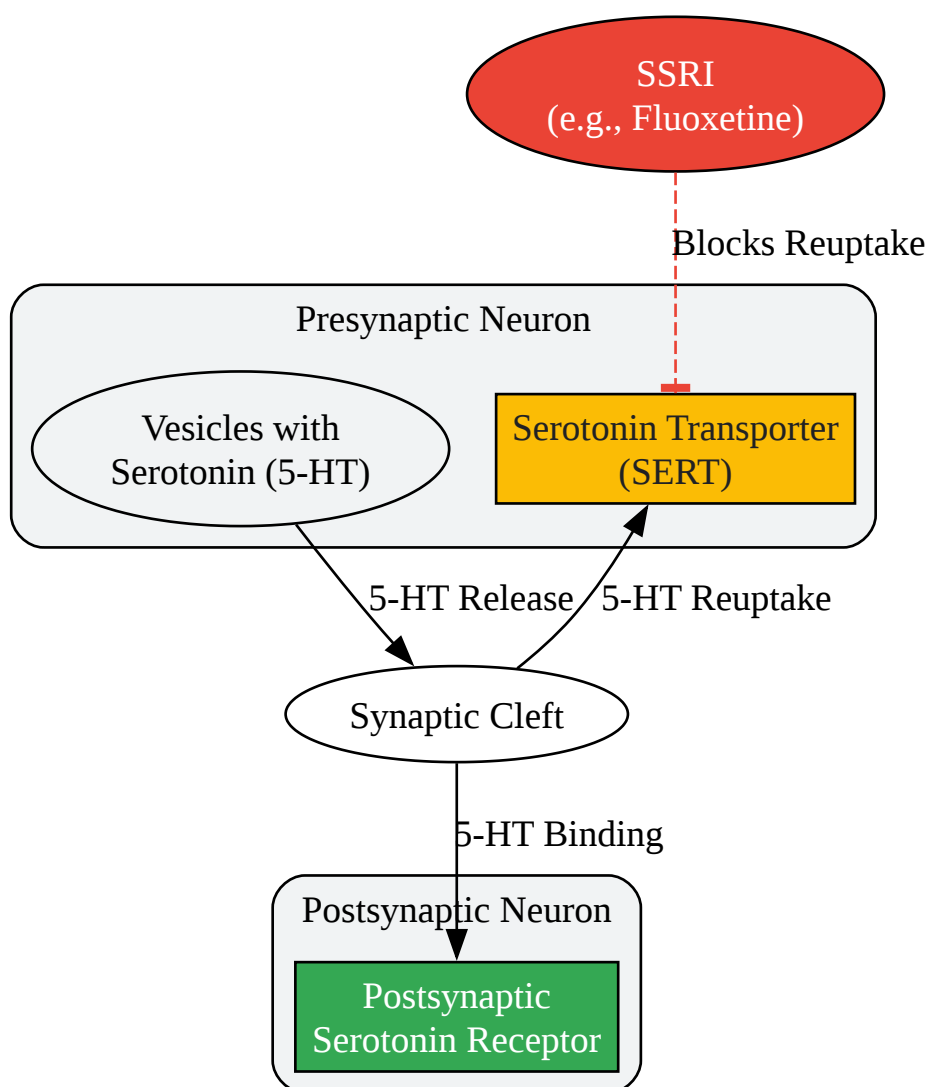 SSRI
(e.g., Fluoxetine)
Blocks Reuptake
Presynaptic Neuron
Vesicles with
Serotonin (5-HT)
Serotonin Transporter
(SERT)
5-HT Release
5-HT Reuptake
Synaptic Cleft
5-HT Binding
Postsynaptic Neuron
Postsynaptic
Serotonin Receptor